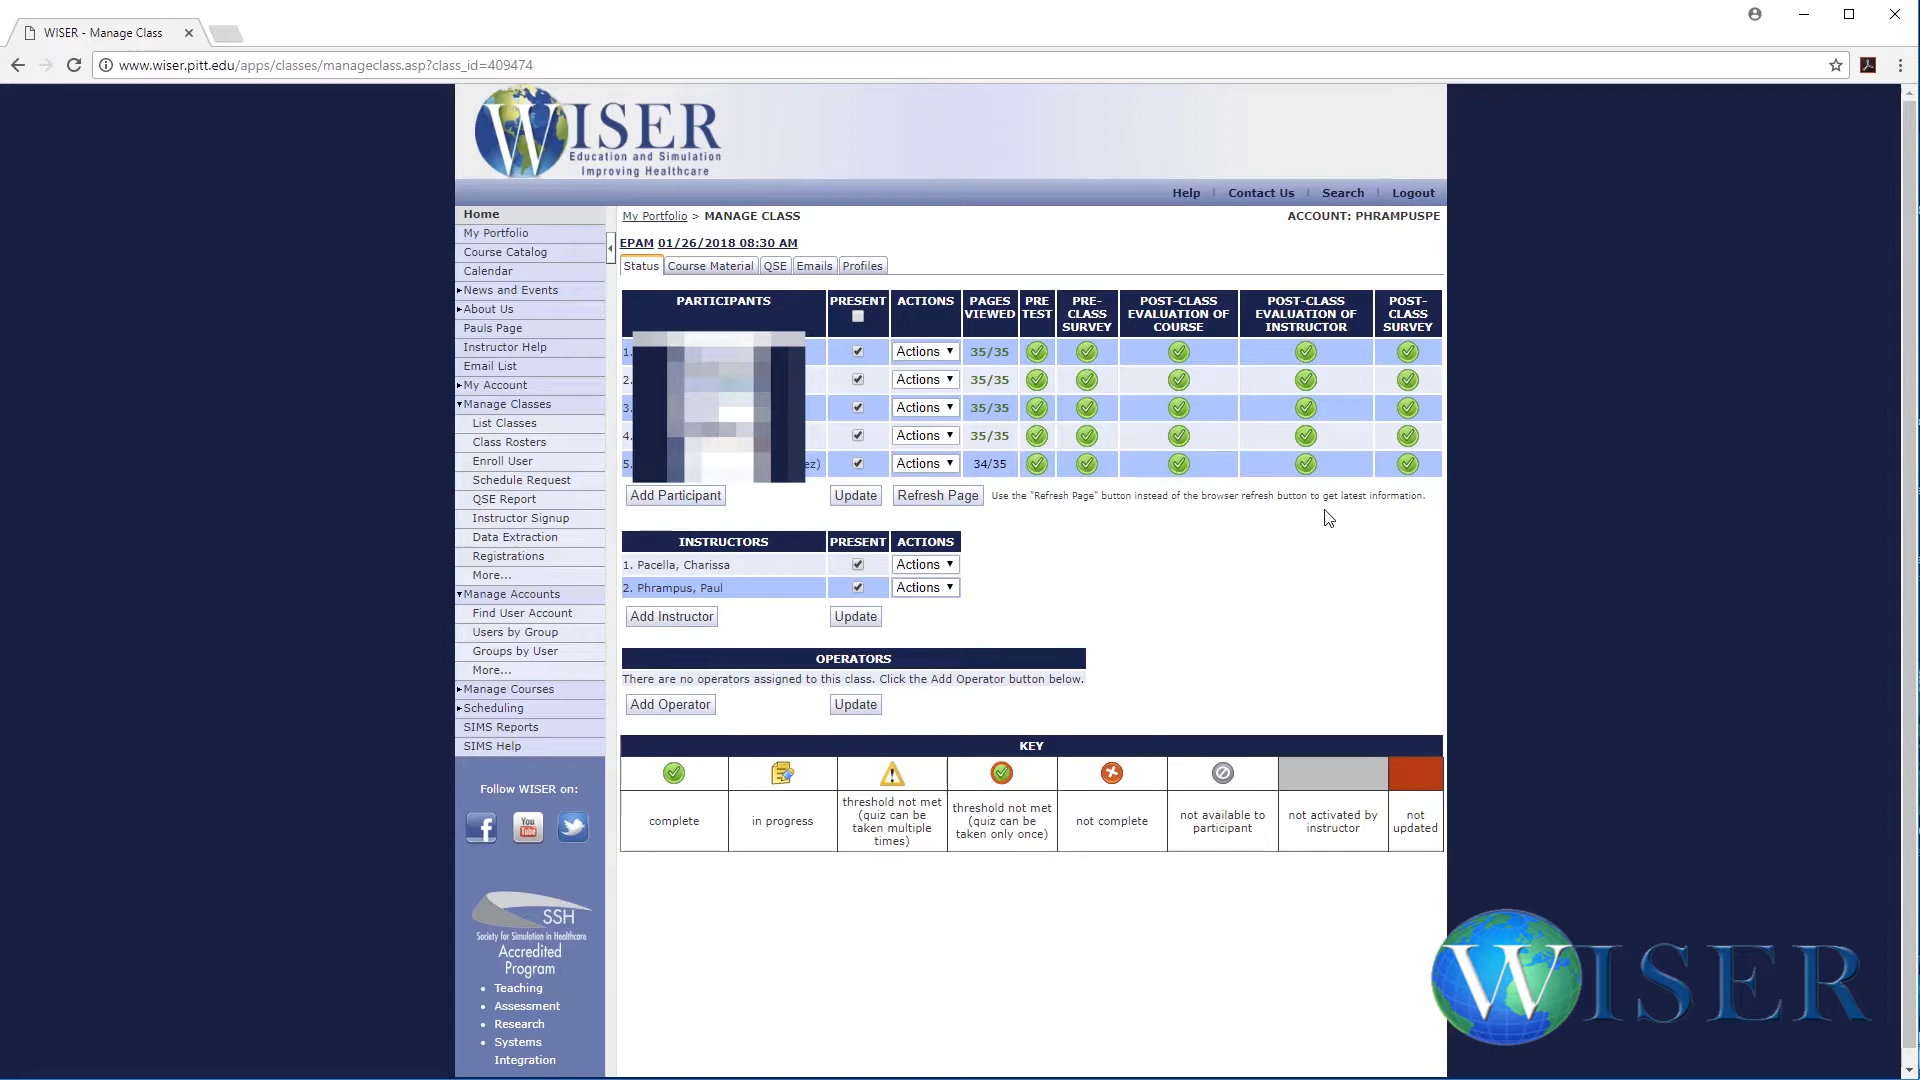 WISER - Manage Class
www.wiser.pitt.edu/apps/classes/manageclass.asp?class_id=409474
WISER
Education and Simulation
Improving Healthcare
Help Contact Us Search Logout
Home
My Portfolio
Course Catalog
Calendar
News and Events
About Us
Pauls Page
Instructor Help
Email List
My Account
Manage Classes
List Classes
Class Rosters
Enroll User
Schedule Request
QSE Report
Instructor Signup
Data Extraction
Registrations
More...
Manage Accounts
Find User Account
Users by Group
Groups by User
More...
Manage Courses
Scheduling
SIMS Reports
SIMS Help
Follow WISER on:
You
Tube
SSH
Society for Simulation in Healthcare
Accredited
Program
• Teaching
• Assessment
• Research
• Systems
Integration
My Portfolio > MANAGE CLASS
ACCOUNT: PHRAMPUSPE
EPAM 01/26/2018 08:30 AM
Status Course Material QSE Emails Profiles
PARTICIPANTS
PRESENT
ACTIONS
PAGES
VIEWED
PRE
TEST
PRE-
CLASS
SURVEY
POST-CLASS
EVALUATION OF
COURSE
POST-CLASS
EVALUATION OF
INSTRUCTOR
POST-
CLASS
SURVEY
1. Actions 35/35
2. Actions 35/35
3. Actions 35/35
4. Actions 35/35
5. ez) Actions 34/35
Add Participant Update Refresh Page Use the "Refresh Page" button instead of the browser refresh button to get latest information.
INSTRUCTORS PRESENT ACTIONS
1. Pacella, Charissa Actions
2. Phrampus, Paul Actions
Add Instructor Update
OPERATORS
There are no operators assigned to this class. Click the Add Operator button below.
Add Operator Update
KEY
complete
in progress
threshold not met
(quiz can be
taken multiple
times)
threshold not met
(quiz can be
taken only once)
not complete
not available to
participant
not activated by
instructor
not
updated
WISER